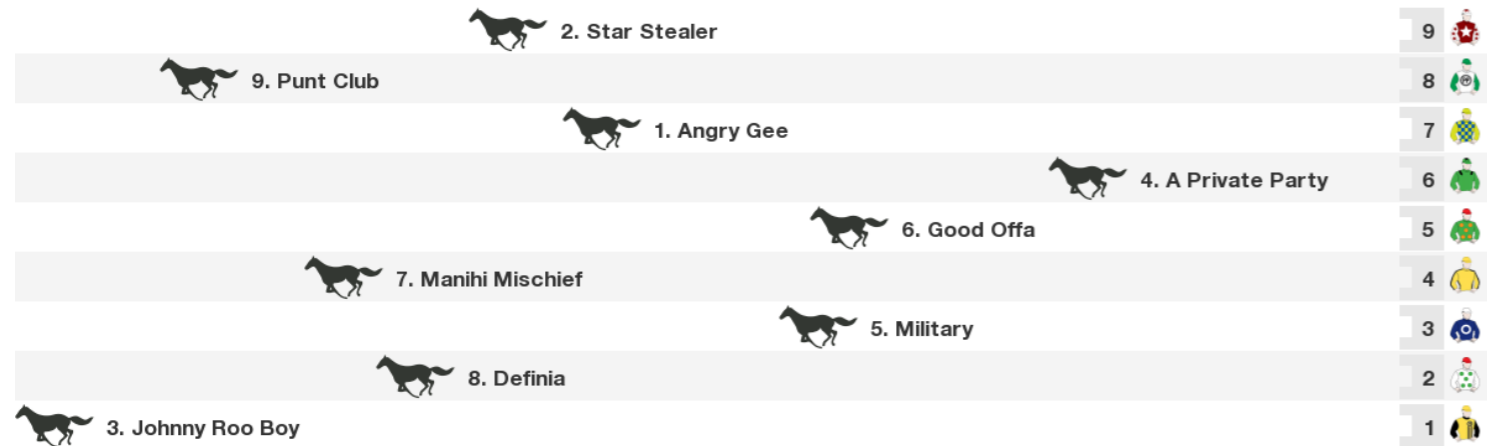 2. Star Stealer 9
9. Punt Club 8
1. Angry Gee 7
4. A Private Party 6
6. Good Offa 5
7. Manihi Mischief 4
5. Military 3
8. Definia 2
3. Johnny Roo Boy 1